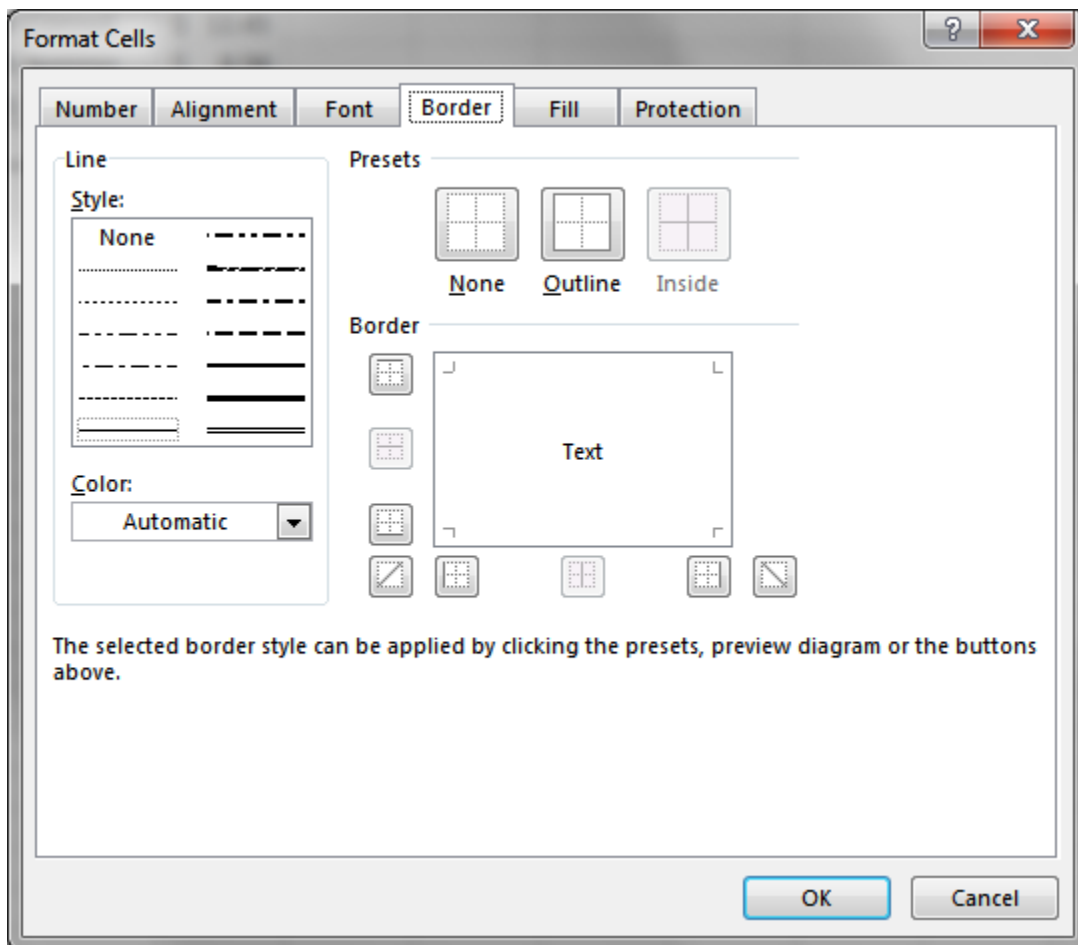 Format Cells
Number Alignment Font Border Fill Protection
Line
Style:
None
Color:
Automatic
Presets
None Outline Inside
Border
Text
The selected border style can be applied by clicking the presets, preview diagram or the buttons
above.
OK Cancel